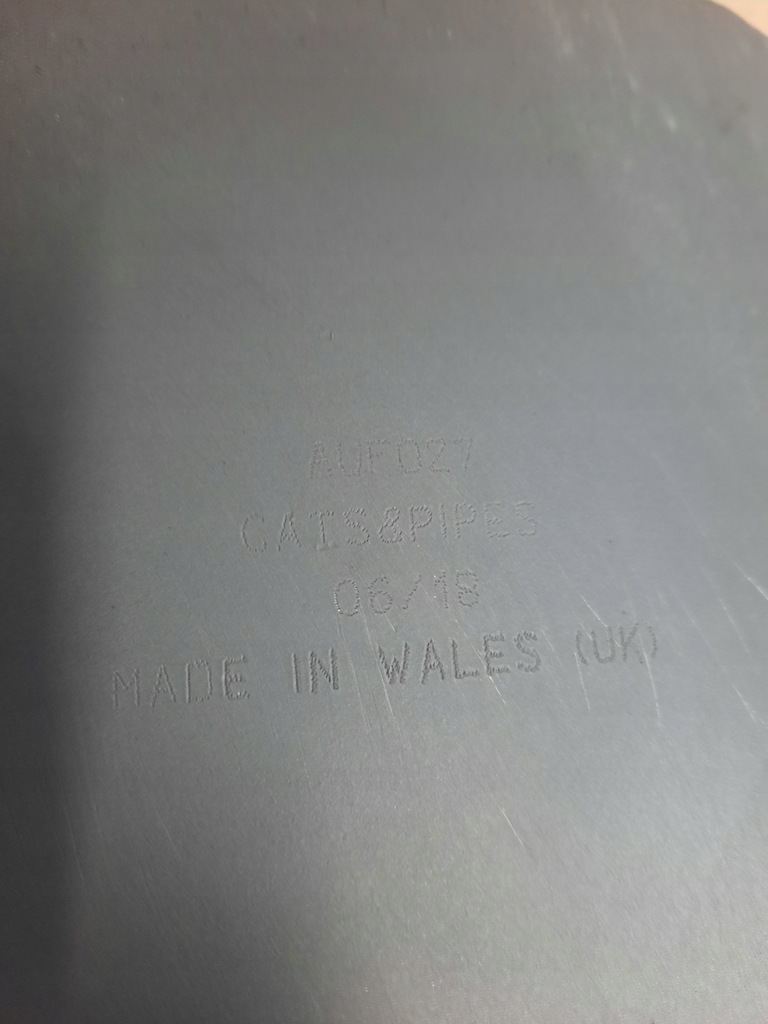 AUF027
CATS&PIPES
06/18
MADE IN WALES (UK)